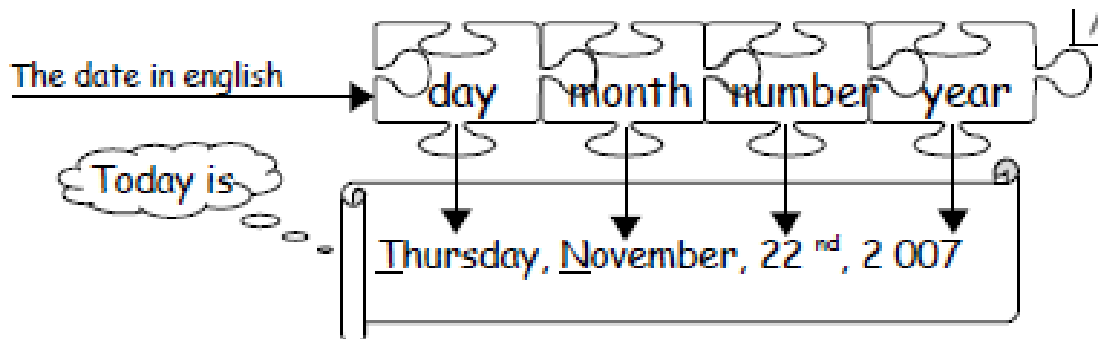 The date in english
day month number year
Today is
Thursday, November, 22 nd, 2 007